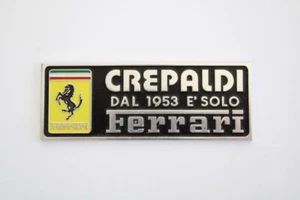 CREPALDI
DAL 1953 E' SOLO
Ferrari